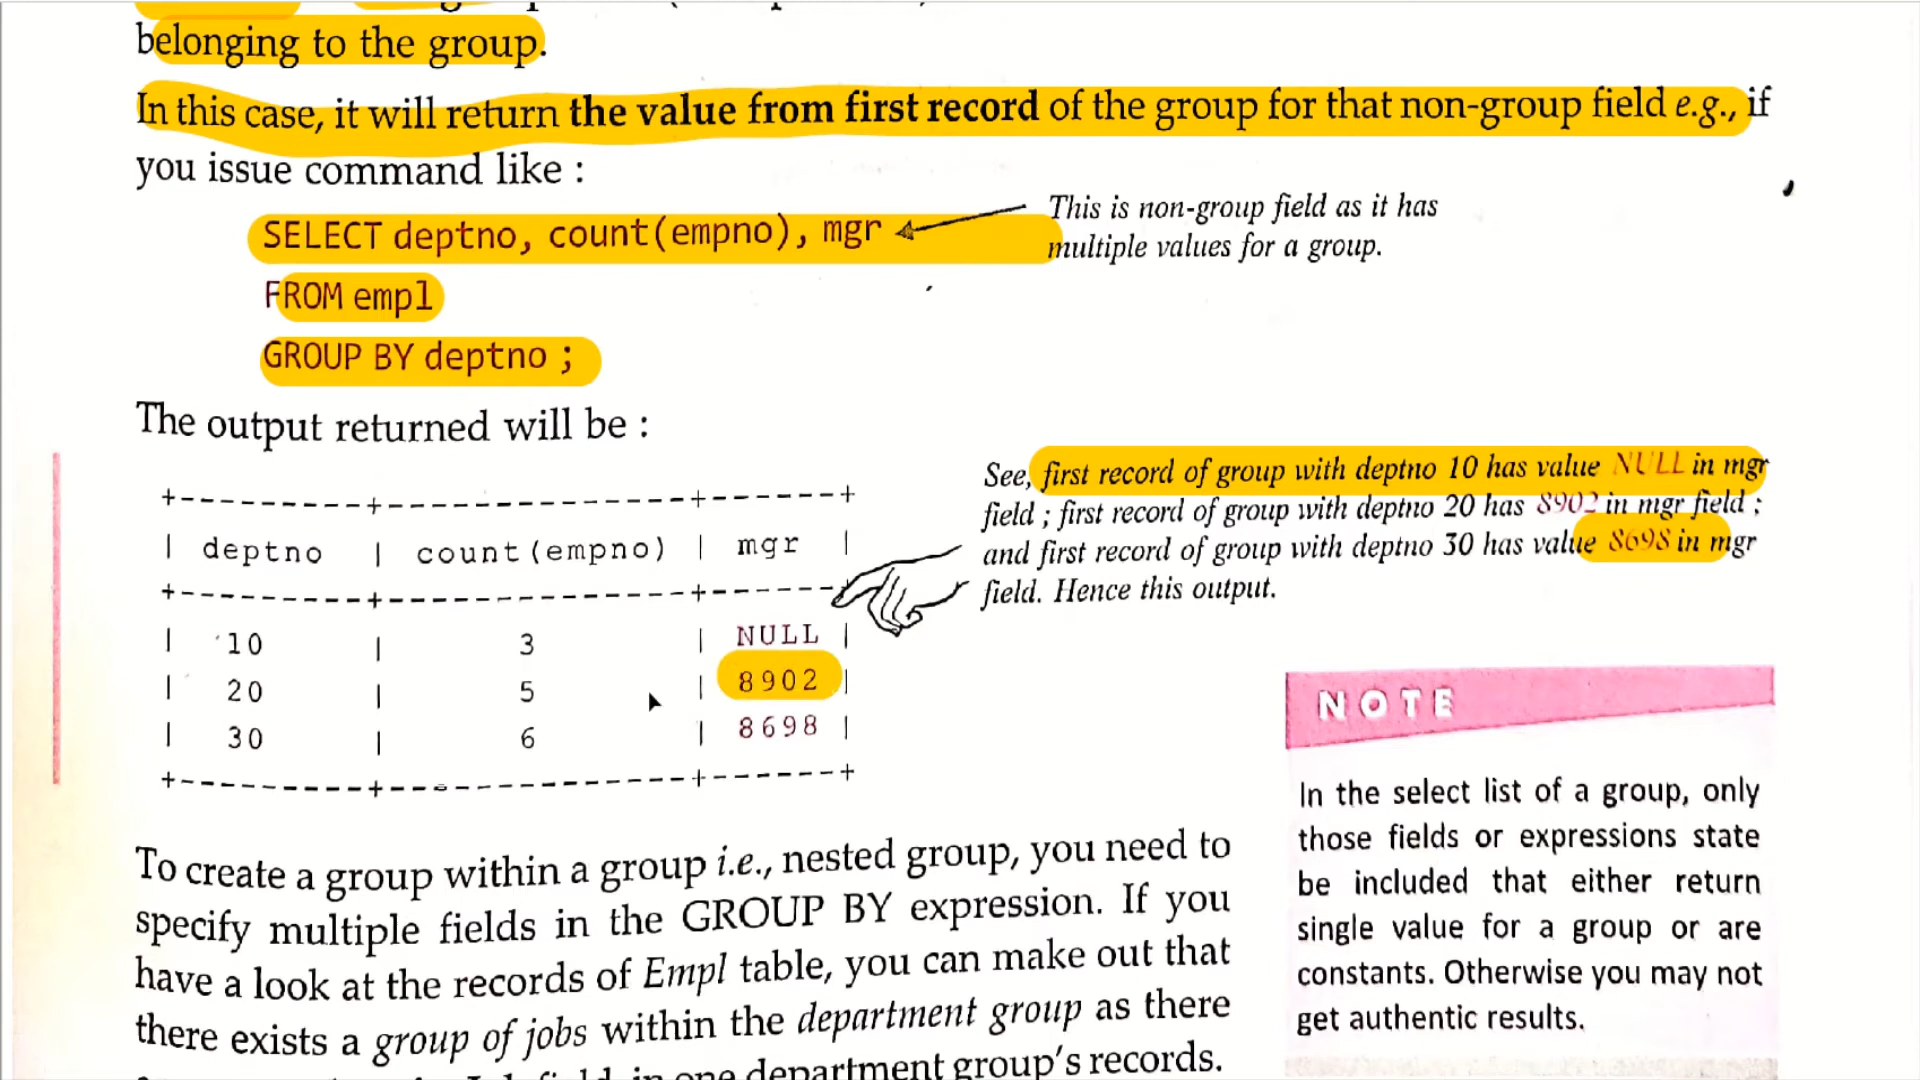 belonging to the group.
In this case, it will return the value from first record of the group for that non-group field e.g., if
you issue command like :
SELECT deptno, count(empno), mgr
This is non-group field as it has
multiple values for a group.
FROM empl
GROUP BY deptno ;
The output returned will be :
See, first record of group with deptno 10 has value NULL in mgr
field ; first record of group with deptno 20 has 8902 in mgr field ;
and first record of group with deptno 30 has value 8698 in mgr
field. Hence this output.
+----------+----------------+-------+
| deptno | count(empno) | mgr |
+----------+----------------+-------+
| 10 | 3 | NULL |
| 20 | 5 | 8902 |
| 30 | 6 | 8698 |
+----------+----------------+-------+
NOTE
In the select list of a group, only
those fields or expressions state
be included that either return
single value for a group or are
constants. Otherwise you may not
get authentic results.
To create a group within a group i.e., nested group, you need to
specify multiple fields in the GROUP BY expression. If you
have a look at the records of Empl table, you can make out that
there exists a group of jobs within the department group as there
in one department group's records.